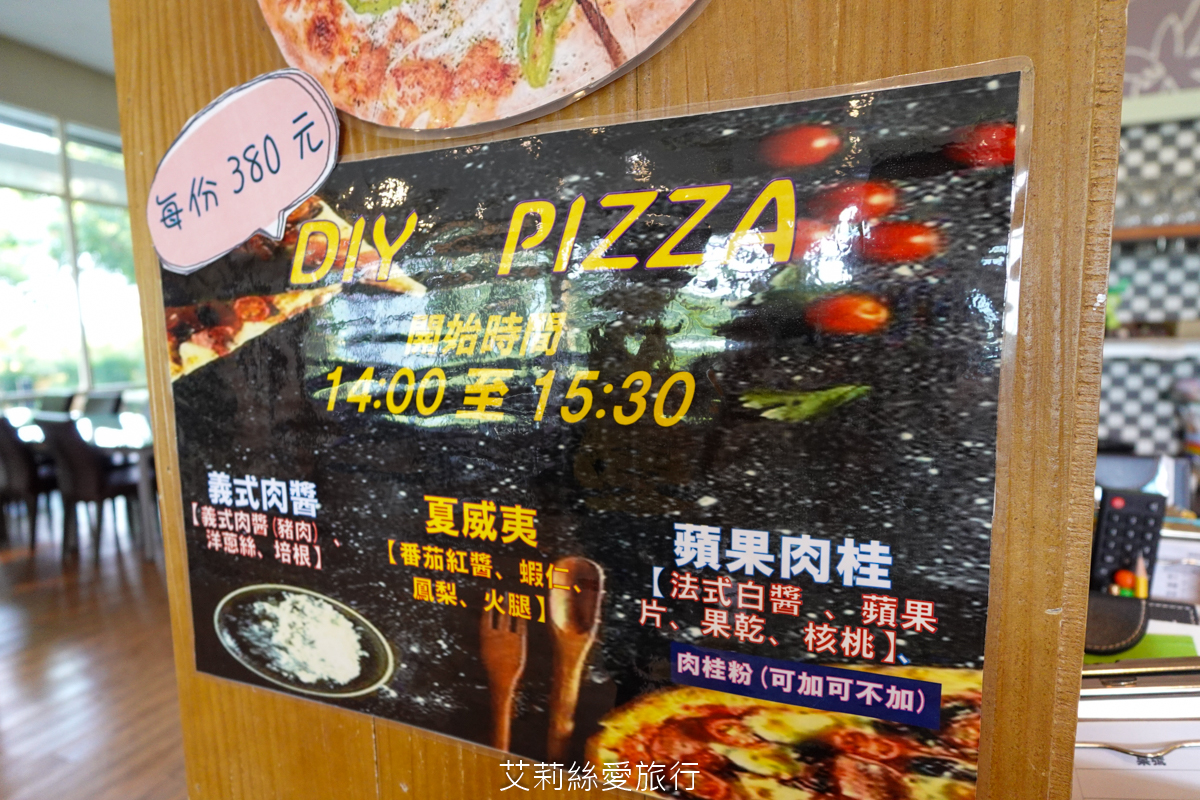 每份 380 元
DIY PIZZA
開始時間
14:00 至 15:30
義式肉醬
【義式肉醬(豬肉)、
洋蔥絲、培根】
夏威夷
【番茄紅醬、蝦仁、
鳳梨、火腿】
蘋果肉桂
【法式白醬、蘋果
片、果乾、核桃】、
肉桂粉(可加可不加)
艾莉絲愛旅行